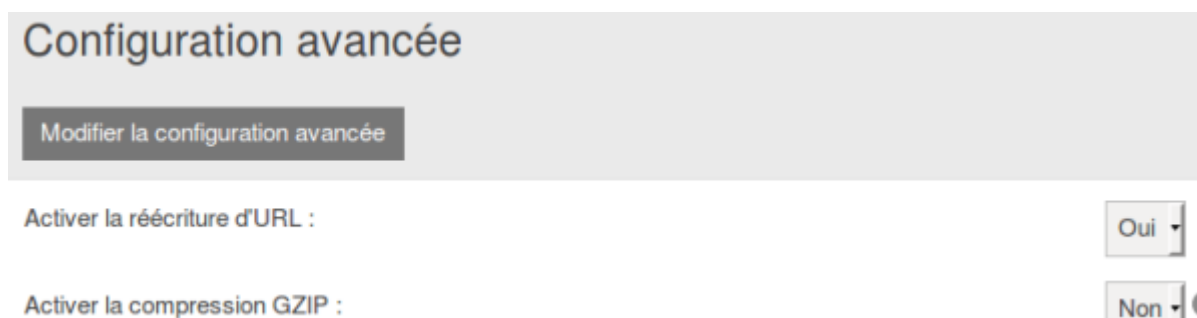 Configuration avancée
Modifier la configuration avancée
Activer la réécriture d'URL : Oui
Activer la compression GZIP : Non